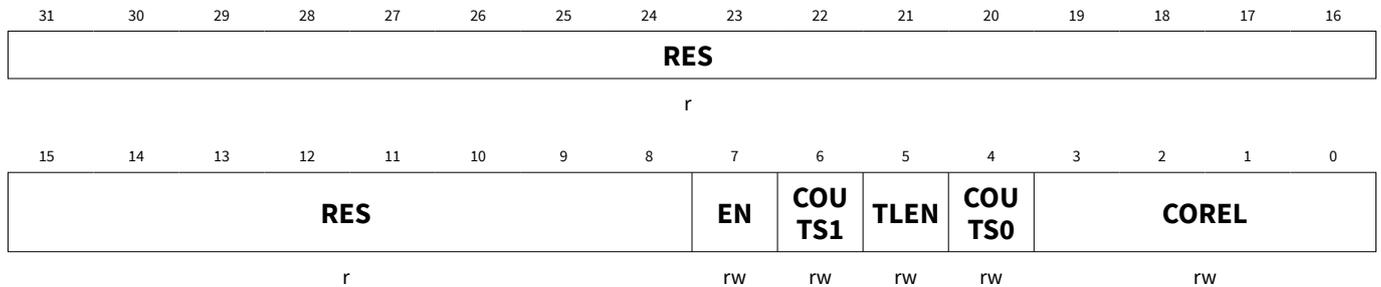 31 30 29 28 27 26 25 24 23 22 21 20 19 18 17 16
RES
r
15 14 13 12 11 10 9 8 7 6 5 4 3 2 1 0
RES EN COU TS1 TLEN COU TS0 COREL
r rw rw rw rw rw